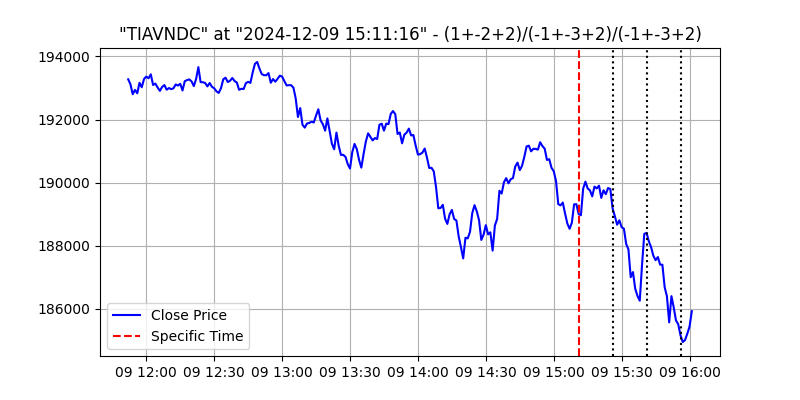 "TIAVNDC" at "2024-12-09 15:11:16" - (1+-2+2)/(-1+-3+2)/(-1+-3+2)
194000
192000
190000
188000
186000
Close Price
Specific Time
09 12:00 09 12:30 09 13:00 09 13:30 09 14:00 09 14:30 09 15:00 09 15:30 09 16:00